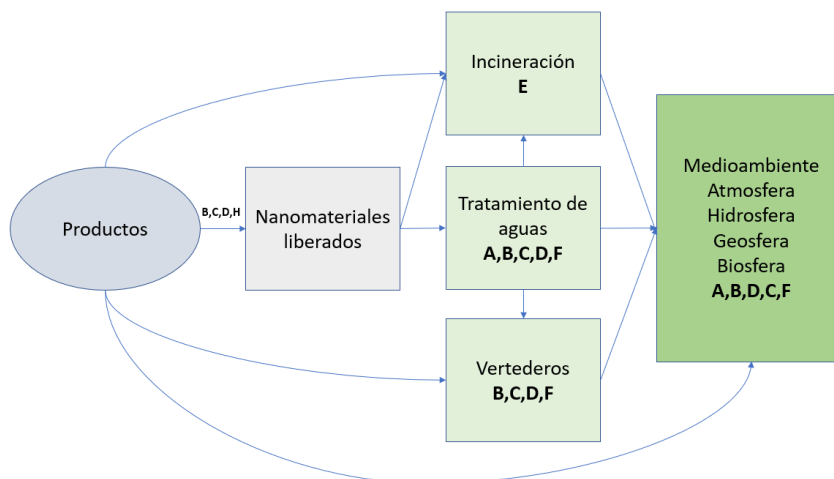 Productos
B,C,D,H
Nanomateriales
liberados
Incineración
E
Tratamiento de
aguas
A,B,C,D,F
Vertederos
B,C,D,F
Medioambiente
Atmosfera
Hidrosfera
Geosfera
Biosfera
A,B,D,C,F